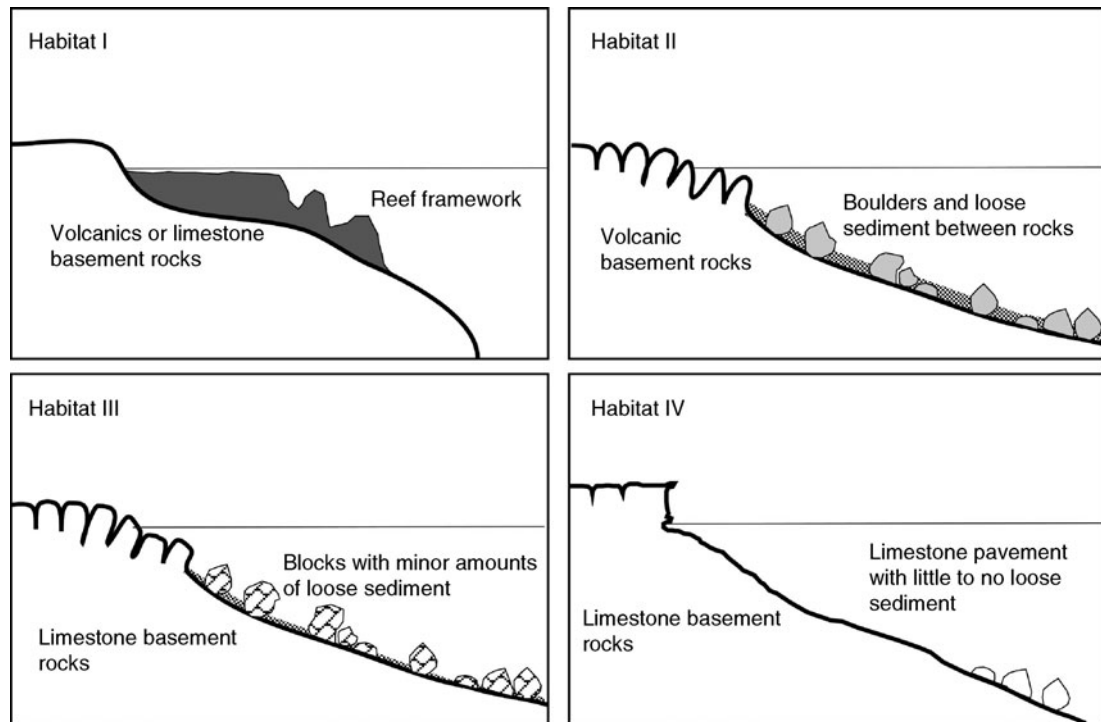 Habitat I
Reef framework
Volcanics or limestone
basement rocks
Habitat II
Boulders and loose
sediment between rocks
Volcanic
basement rocks
Habitat III
Blocks with minor amounts
of loose sediment
Limestone basement
rocks
Habitat IV
Limestone pavement
with little to no loose
sediment
Limestone basement
rocks